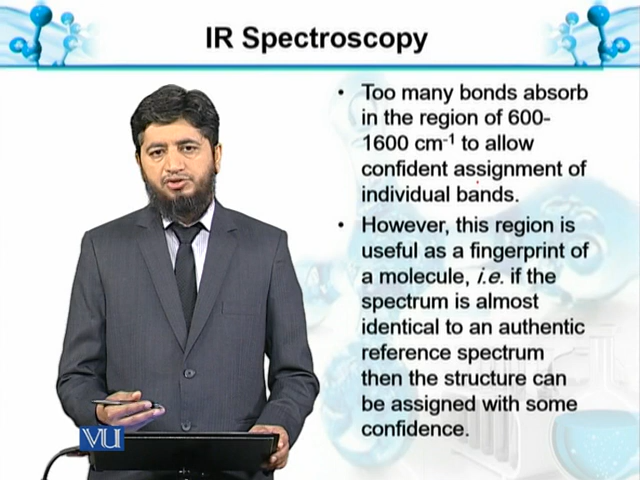 IR Spectroscopy
• Too many bonds absorb
in the region of 600-
1600 cm-1 to allow
confident assignment of
individual bands.
• However, this region is
useful as a fingerprint of
a molecule, i.e. if the
spectrum is almost
identical to an authentic
reference spectrum
then the structure can
be assigned with some
confidence.
VU